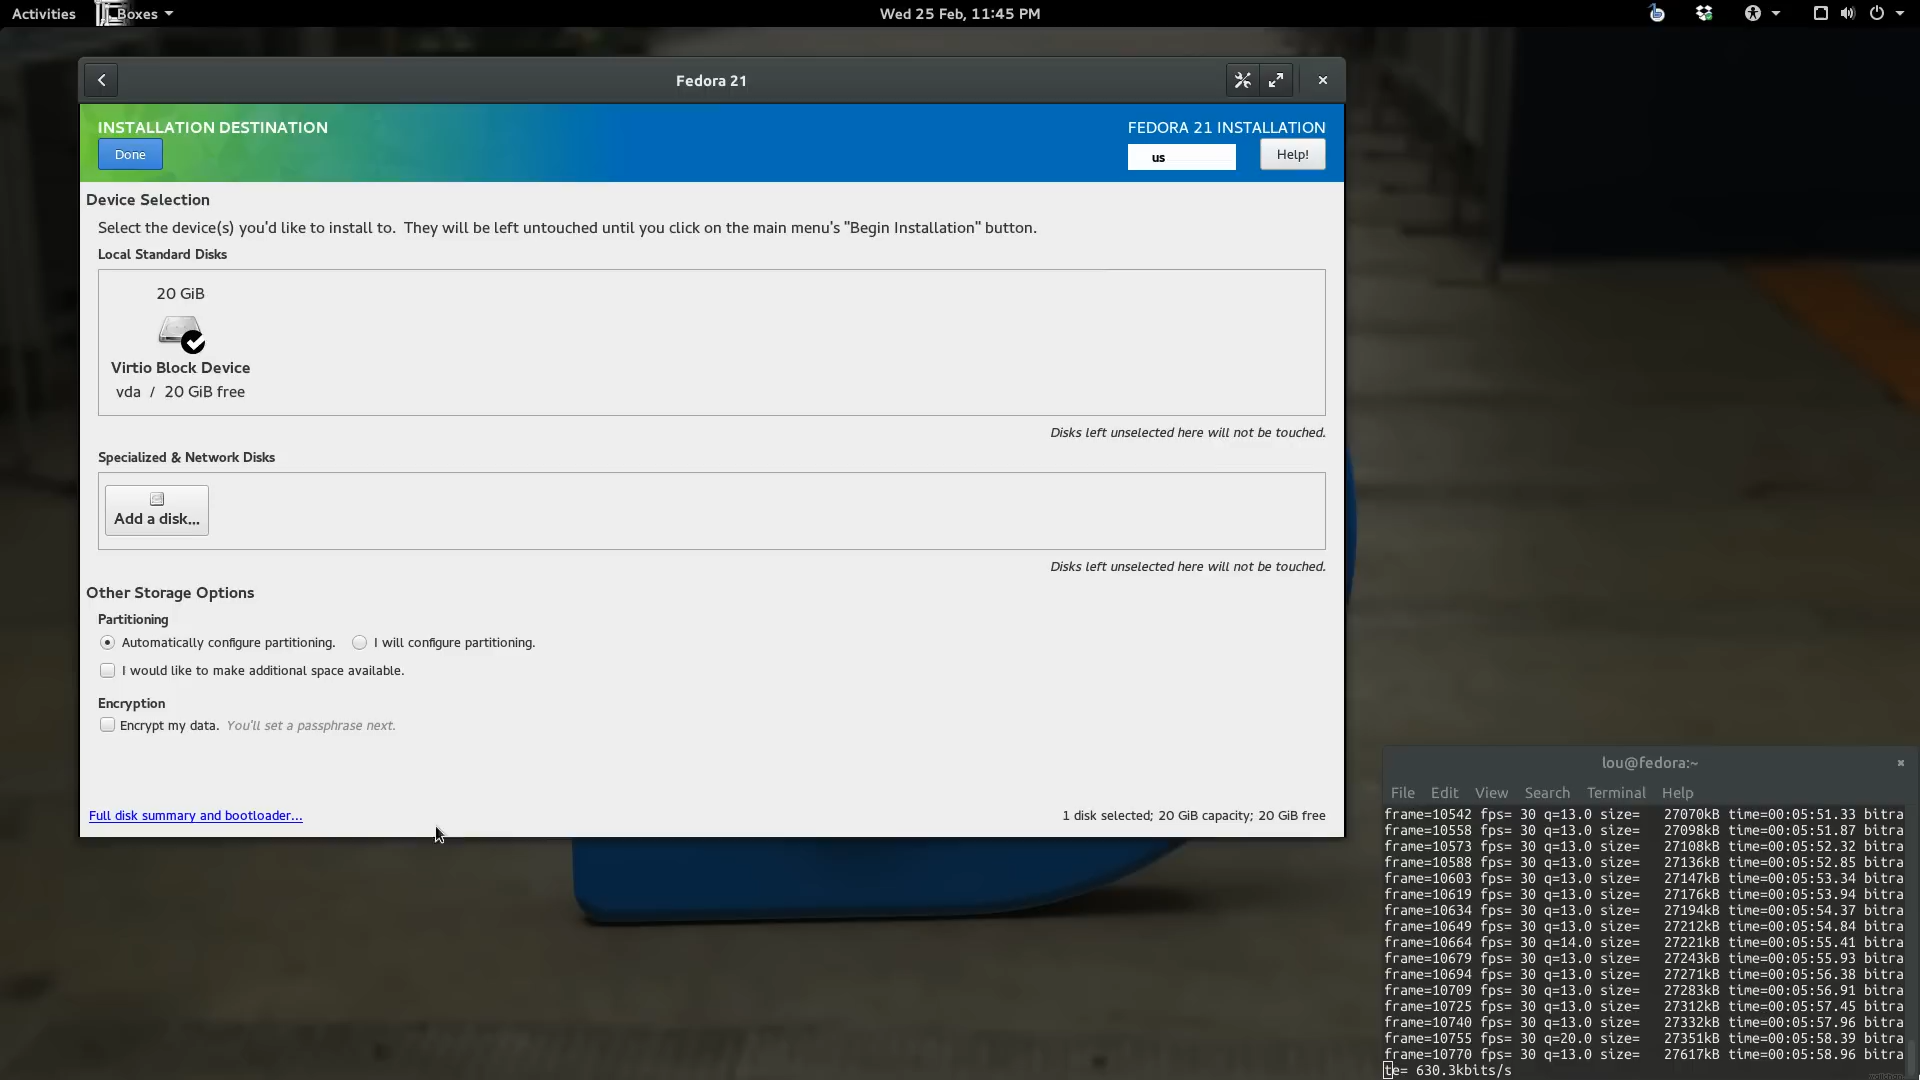 Activities
Boxes
Wed 25 Feb, 11:45 PM
Fedora 21
INSTALLATION DESTINATION
FEDORA 21 INSTALLATION
Done
us
Help!
Device Selection
Select the device(s) you'd like to install to.  They will be left untouched until you click on the main menu's "Begin Installation" button.
Local Standard Disks
20 GiB
Virtio Block Device
vda / 20 GiB free
Disks left unselected here will not be touched.
Specialized & Network Disks
Add a disk...
Disks left unselected here will not be touched.
Other Storage Options
Partitioning
Automatically configure partitioning. I will configure partitioning.
I would like to make additional space available.
Encryption
Encrypt my data. You'll set a passphrase next.
Full disk summary and bootloader...
1 disk selected; 20 GiB capacity; 20 GiB free
lou@fedora:~
File Edit View Search Terminal Help
frame=10542 fps= 30 q=13.0 size=   27070kB time=00:05:51.33 bitra
frame=10558 fps= 30 q=13.0 size=   27098kB time=00:05:51.87 bitra
frame=10573 fps= 30 q=13.0 size=   27108kB time=00:05:52.32 bitra
frame=10588 fps= 30 q=13.0 size=   27136kB time=00:05:52.85 bitra
frame=10603 fps= 30 q=13.0 size=   27147kB time=00:05:53.34 bitra
frame=10619 fps= 30 q=13.0 size=   27176kB time=00:05:53.94 bitra
frame=10634 fps= 30 q=13.0 size=   27194kB time=00:05:54.37 bitra
frame=10649 fps= 30 q=13.0 size=   27212kB time=00:05:54.84 bitra
frame=10664 fps= 30 q=14.0 size=   27221kB time=00:05:55.41 bitra
frame=10679 fps= 30 q=13.0 size=   27243kB time=00:05:55.93 bitra
frame=10694 fps= 30 q=13.0 size=   27271kB time=00:05:56.38 bitra
frame=10709 fps= 30 q=13.0 size=   27283kB time=00:05:56.91 bitra
frame=10725 fps= 30 q=13.0 size=   27312kB time=00:05:57.45 bitra
frame=10740 fps= 30 q=13.0 size=   27332kB time=00:05:57.96 bitra
frame=10755 fps= 30 q=20.0 size=   27351kB time=00:05:58.39 bitra
frame=10770 fps= 30 q=13.0 size=   27617kB time=00:05:58.96 bitra
te= 630.3kbits/s